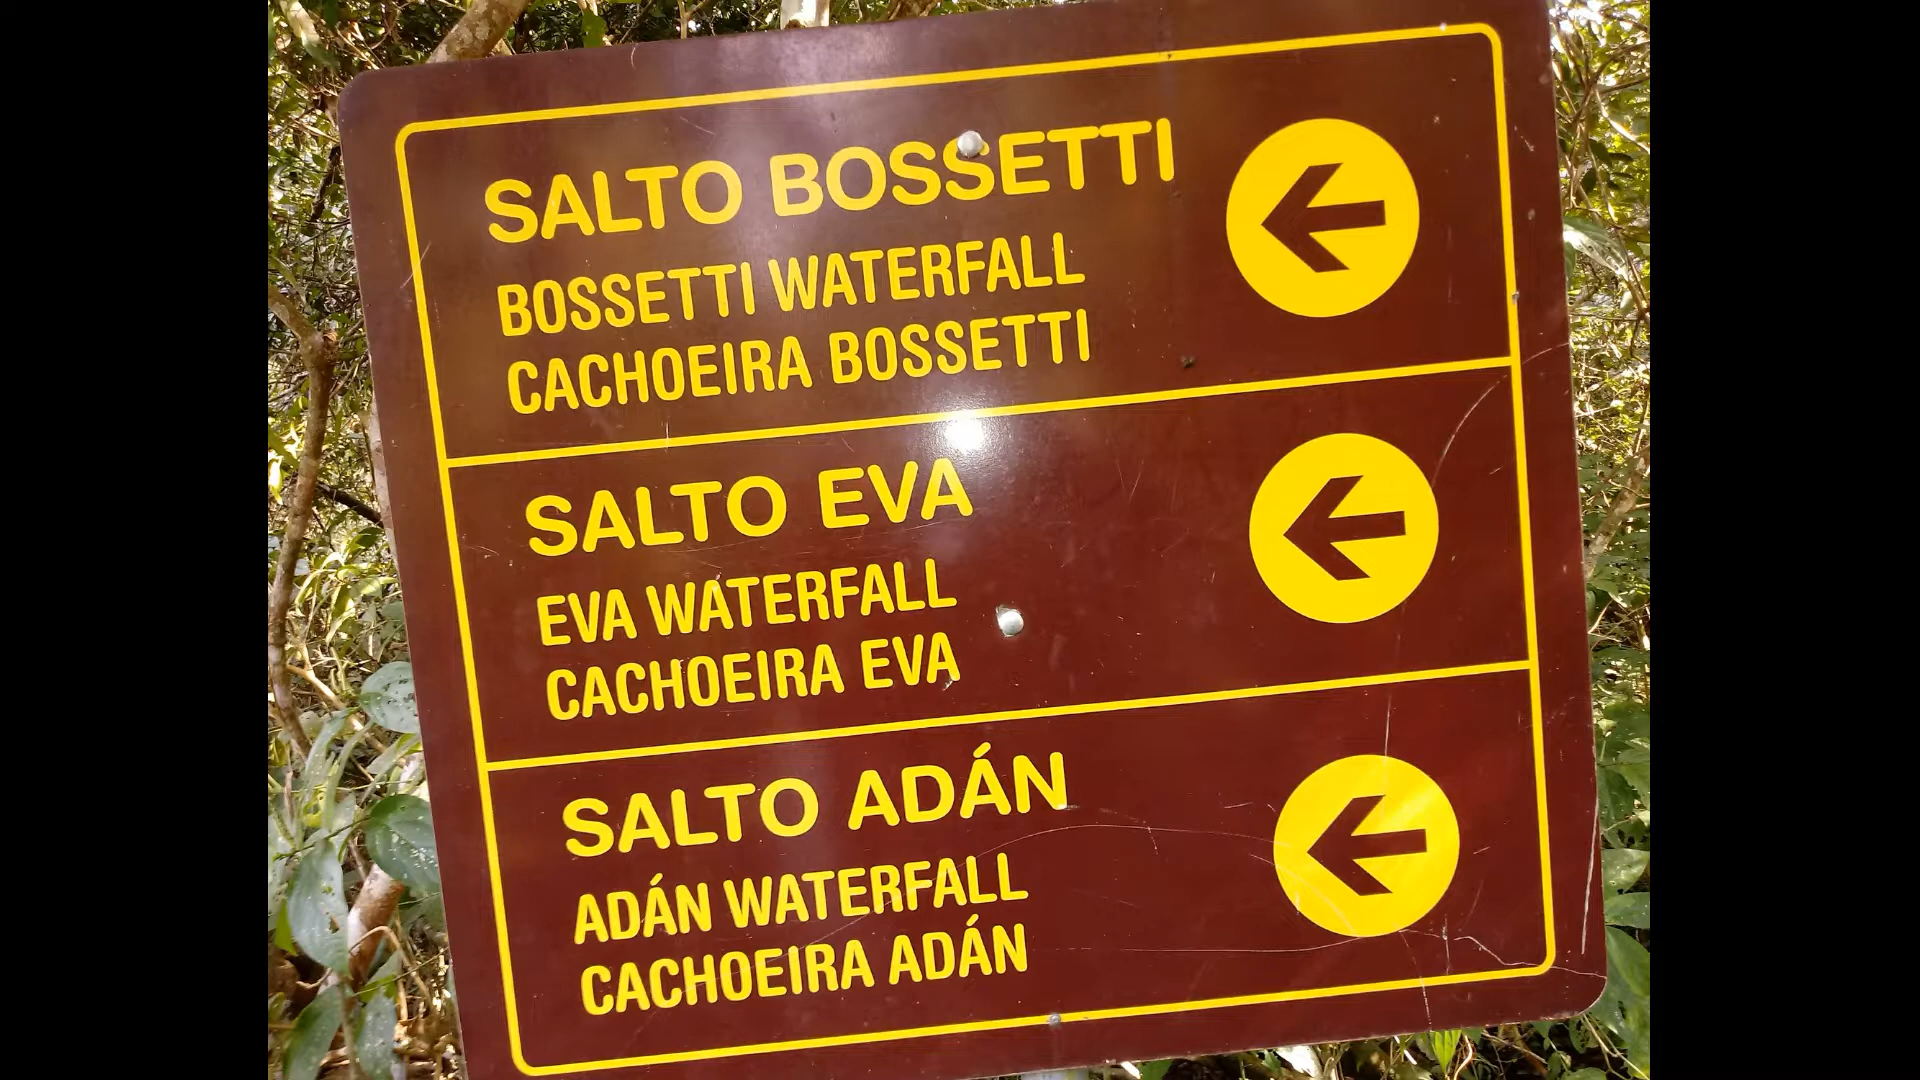 SALTO BOSSETTI
BOSSETTI WATERFALL
CACHOEIRA BOSSETTI
SALTO EVA
EVA WATERFALL
CACHOEIRA EVA
SALTO ADÁN
ADÁN WATERFALL
CACHOEIRA ADÁN